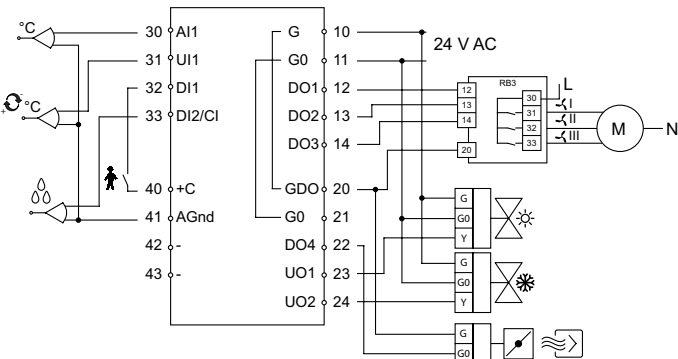 °C
30 AI1 G 10
24 V AC
31 UI1 G0 11
°C
32 DI1 DO1 12
33 DI2/CI DO2 13
DO3 14
40 +C GDO 20
41 AGnd G0 21
42 - DO4 22
43 - UO1 23
UO2 24
RB3
L
12 30
13 31 I
14 32 II
20 33 III
M N
G
G0
Y
G
G0
Y
G
G0